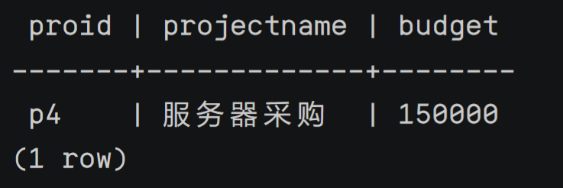 proid | projectname | budget
-------+-------------+--------
 p4    | 服务器采购  | 150000
(1 row)